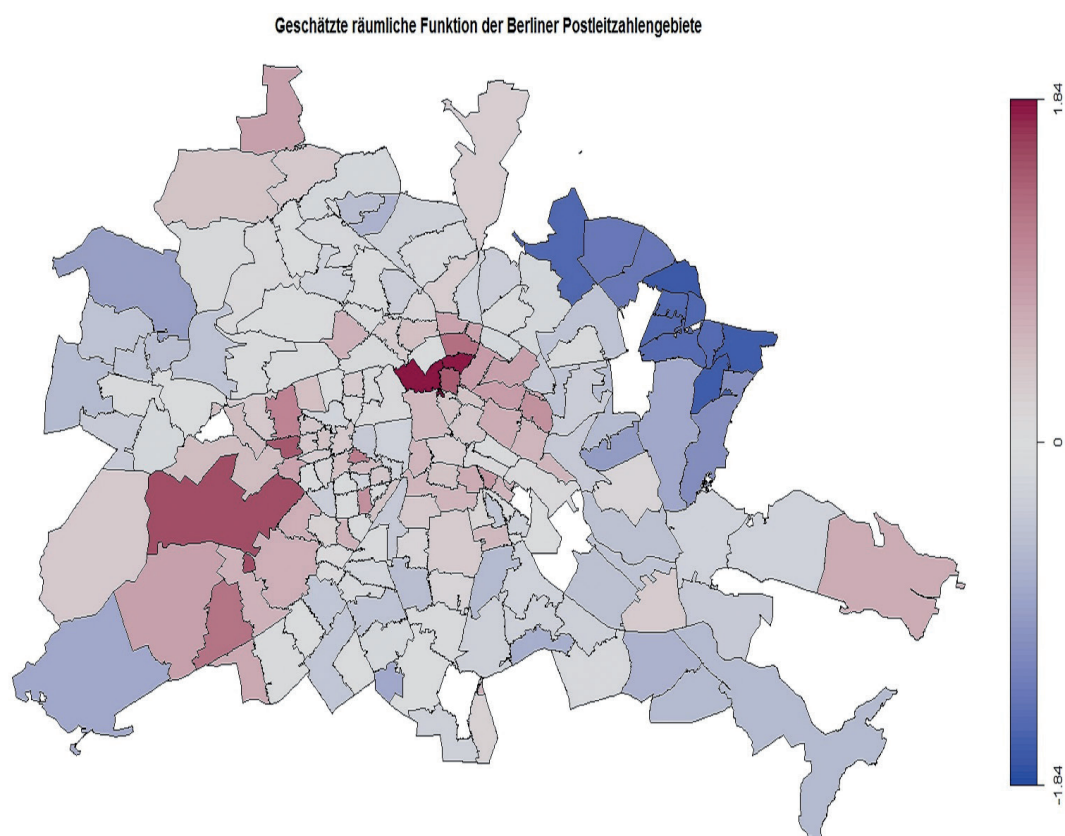 Geschätzte räumliche Funktion der Berliner Postleitzahlengebiete
1.84
0
−1.84